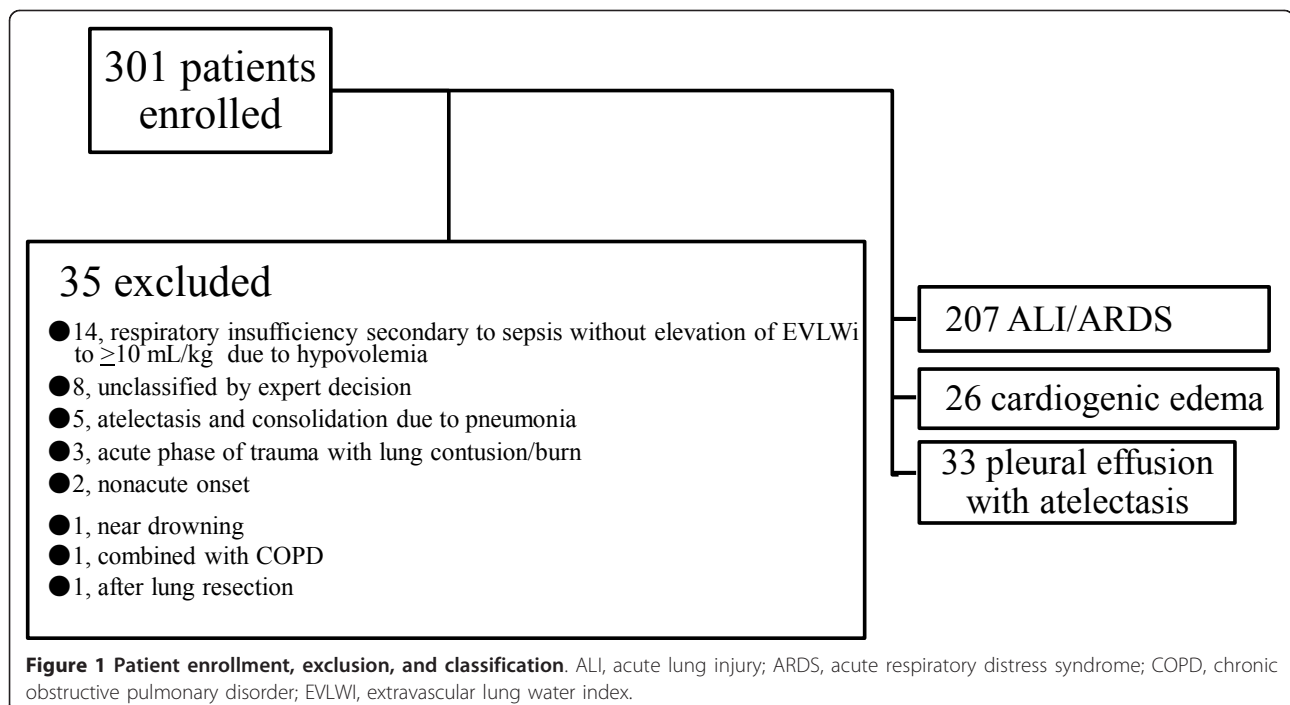 301 patients
enrolled
35 excluded
●14, respiratory insufficiency secondary to sepsis without elevation of EVLWi
to ≥10 mL/kg due to hypovolemia
●8, unclassified by expert decision
●5, atelectasis and consolidation due to pneumonia
●3, acute phase of trauma with lung contusion/burn
●2, nonacute onset
●1, near drowning
●1, combined with COPD
●1, after lung resection
207 ALI/ARDS
26 cardiogenic edema
33 pleural effusion
with atelectasis
Figure 1 Patient enrollment, exclusion, and classification. ALI, acute lung injury; ARDS, acute respiratory distress syndrome; COPD, chronic
obstructive pulmonary disorder; EVLWI, extravascular lung water index.